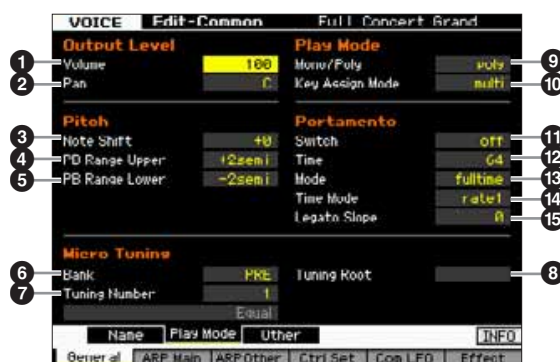 VOICE Edit-Common Full Concert Grand
Output Level
1 Volume 100
2 Pan C
Pitch
3 Note Shift +0
4 PB Range Upper +2semi
5 PB Range Lower -2semi
Micro Tuning
6 Bank PRE
7 Tuning Number 1
Equal
Tuning Root 8
Play Mode
Mono/Poly poly 9
Key Assign Mode multi 10
Portamento
Switch off 11
Time 64 12
Mode fulltime 13
Time Mode rate1 14
Legato Slope 0 15
Name Play Mode Other INFO
General ARP Main ARP Other Ctrl Set Com LFO Effect